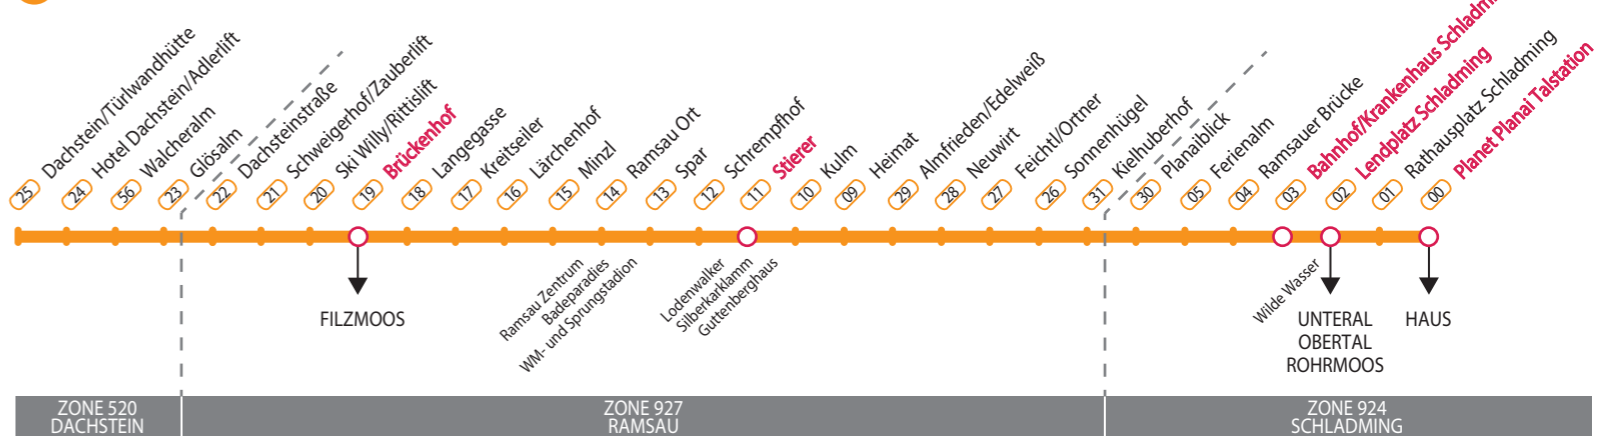 25 Dachstein/Türlwandhütte
24 Hotel Dachstein/Adlerlift
56 Walcheralm
23 Glösalm
22 Dachsteinstraße
21 Schweigerhof/Zauberlift
20 Ski Willy/Rittislift
19 Brückenhof
18 Langegasse
17 Kreitseiler
16 Lärchenhof
15 Minzl
14 Ramsau Ort
13 Spar
12 Schrempfhof
11 Stierer
10 Kulm
09 Heimat
29 Almfrieden/Edelweiß
28 Neuwirt
27 Feichtl/Ortner
26 Sonnenhügel
31 Kielhuberhof
30 Planaiblick
05 Ferienalm
04 Ramsauer Brücke
03 Bahnhof/Krankenhaus
02 Lendplatz Schladming
01 Rathausplatz Schladming
00 Planet Planai Talstation
FILZMOOS
Ramsau Zentrum
Badeparadies
WM- und Sprungstadion
Lodenwalker
Silberkarklamm
Guttenberghaus
Wilde Wasser
UNTERAL
OBERTAL
ROHRMOOS
HAUS
ZONE 520
DACHSTEIN
ZONE 927
RAMSAU
ZONE 924
SCHLADMING